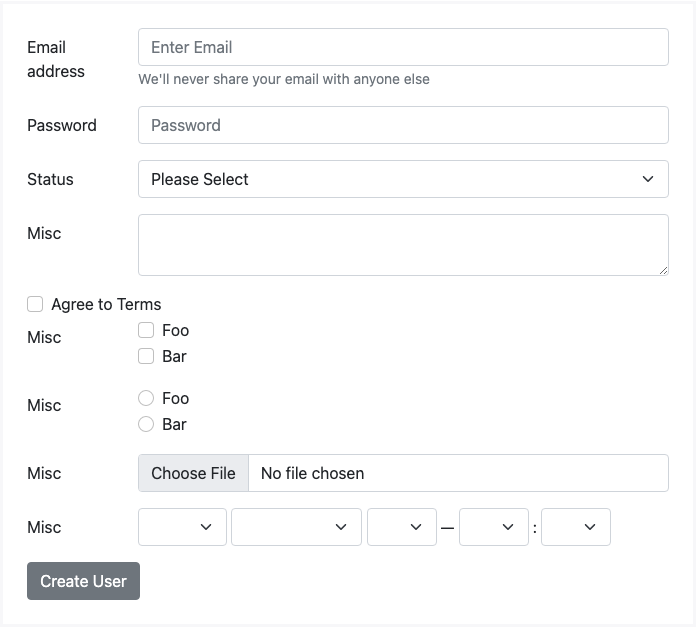 Email address
Enter Email
We'll never share your email with anyone else
Password
Password
Status
Please Select
Misc
Agree to Terms
Misc
Foo
Bar
Misc
Foo
Bar
Misc
Choose File
No file chosen
Misc
— :
Create User